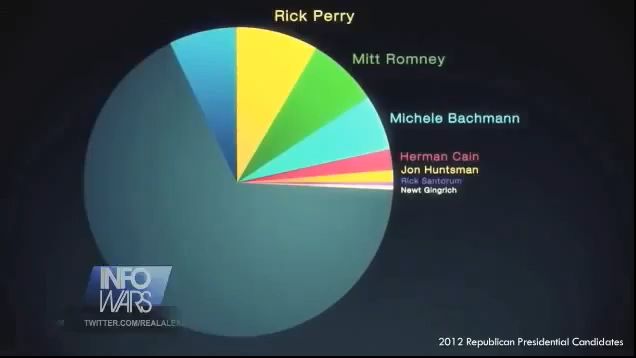 Rick Perry
Mitt Romney
Michele Bachmann
Herman Cain
Jon Huntsman
Rick Santorum
Newt Gingrich
INFO
WARS
TWITTER.COM/REALALEX
2012 Republican Presidential Candidates